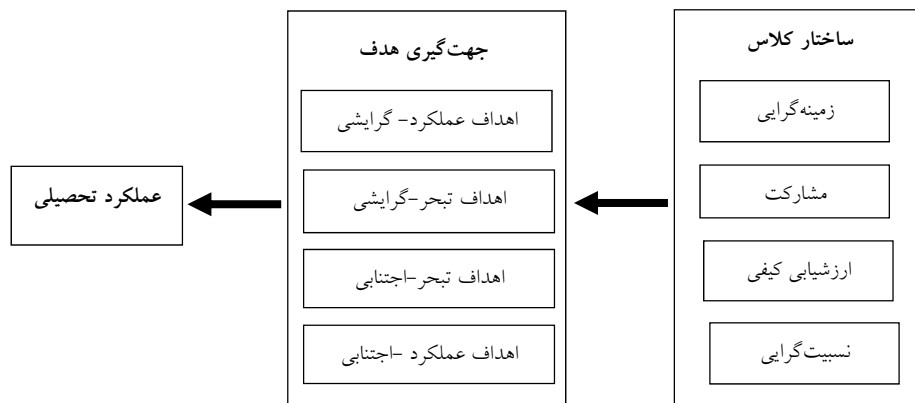 ساختار کلاس
زمینه‌گرایی
مشارکت
ارزشیابی کیفی
نسبیت‌گرایی
جهت‌گیری هدف
اهداف عملکرد- گرایشی
اهداف تبحر-گرایشی
اهداف تبحر-اجتنابی
اهداف عملکرد -اجتنابی
عملکرد تحصیلی